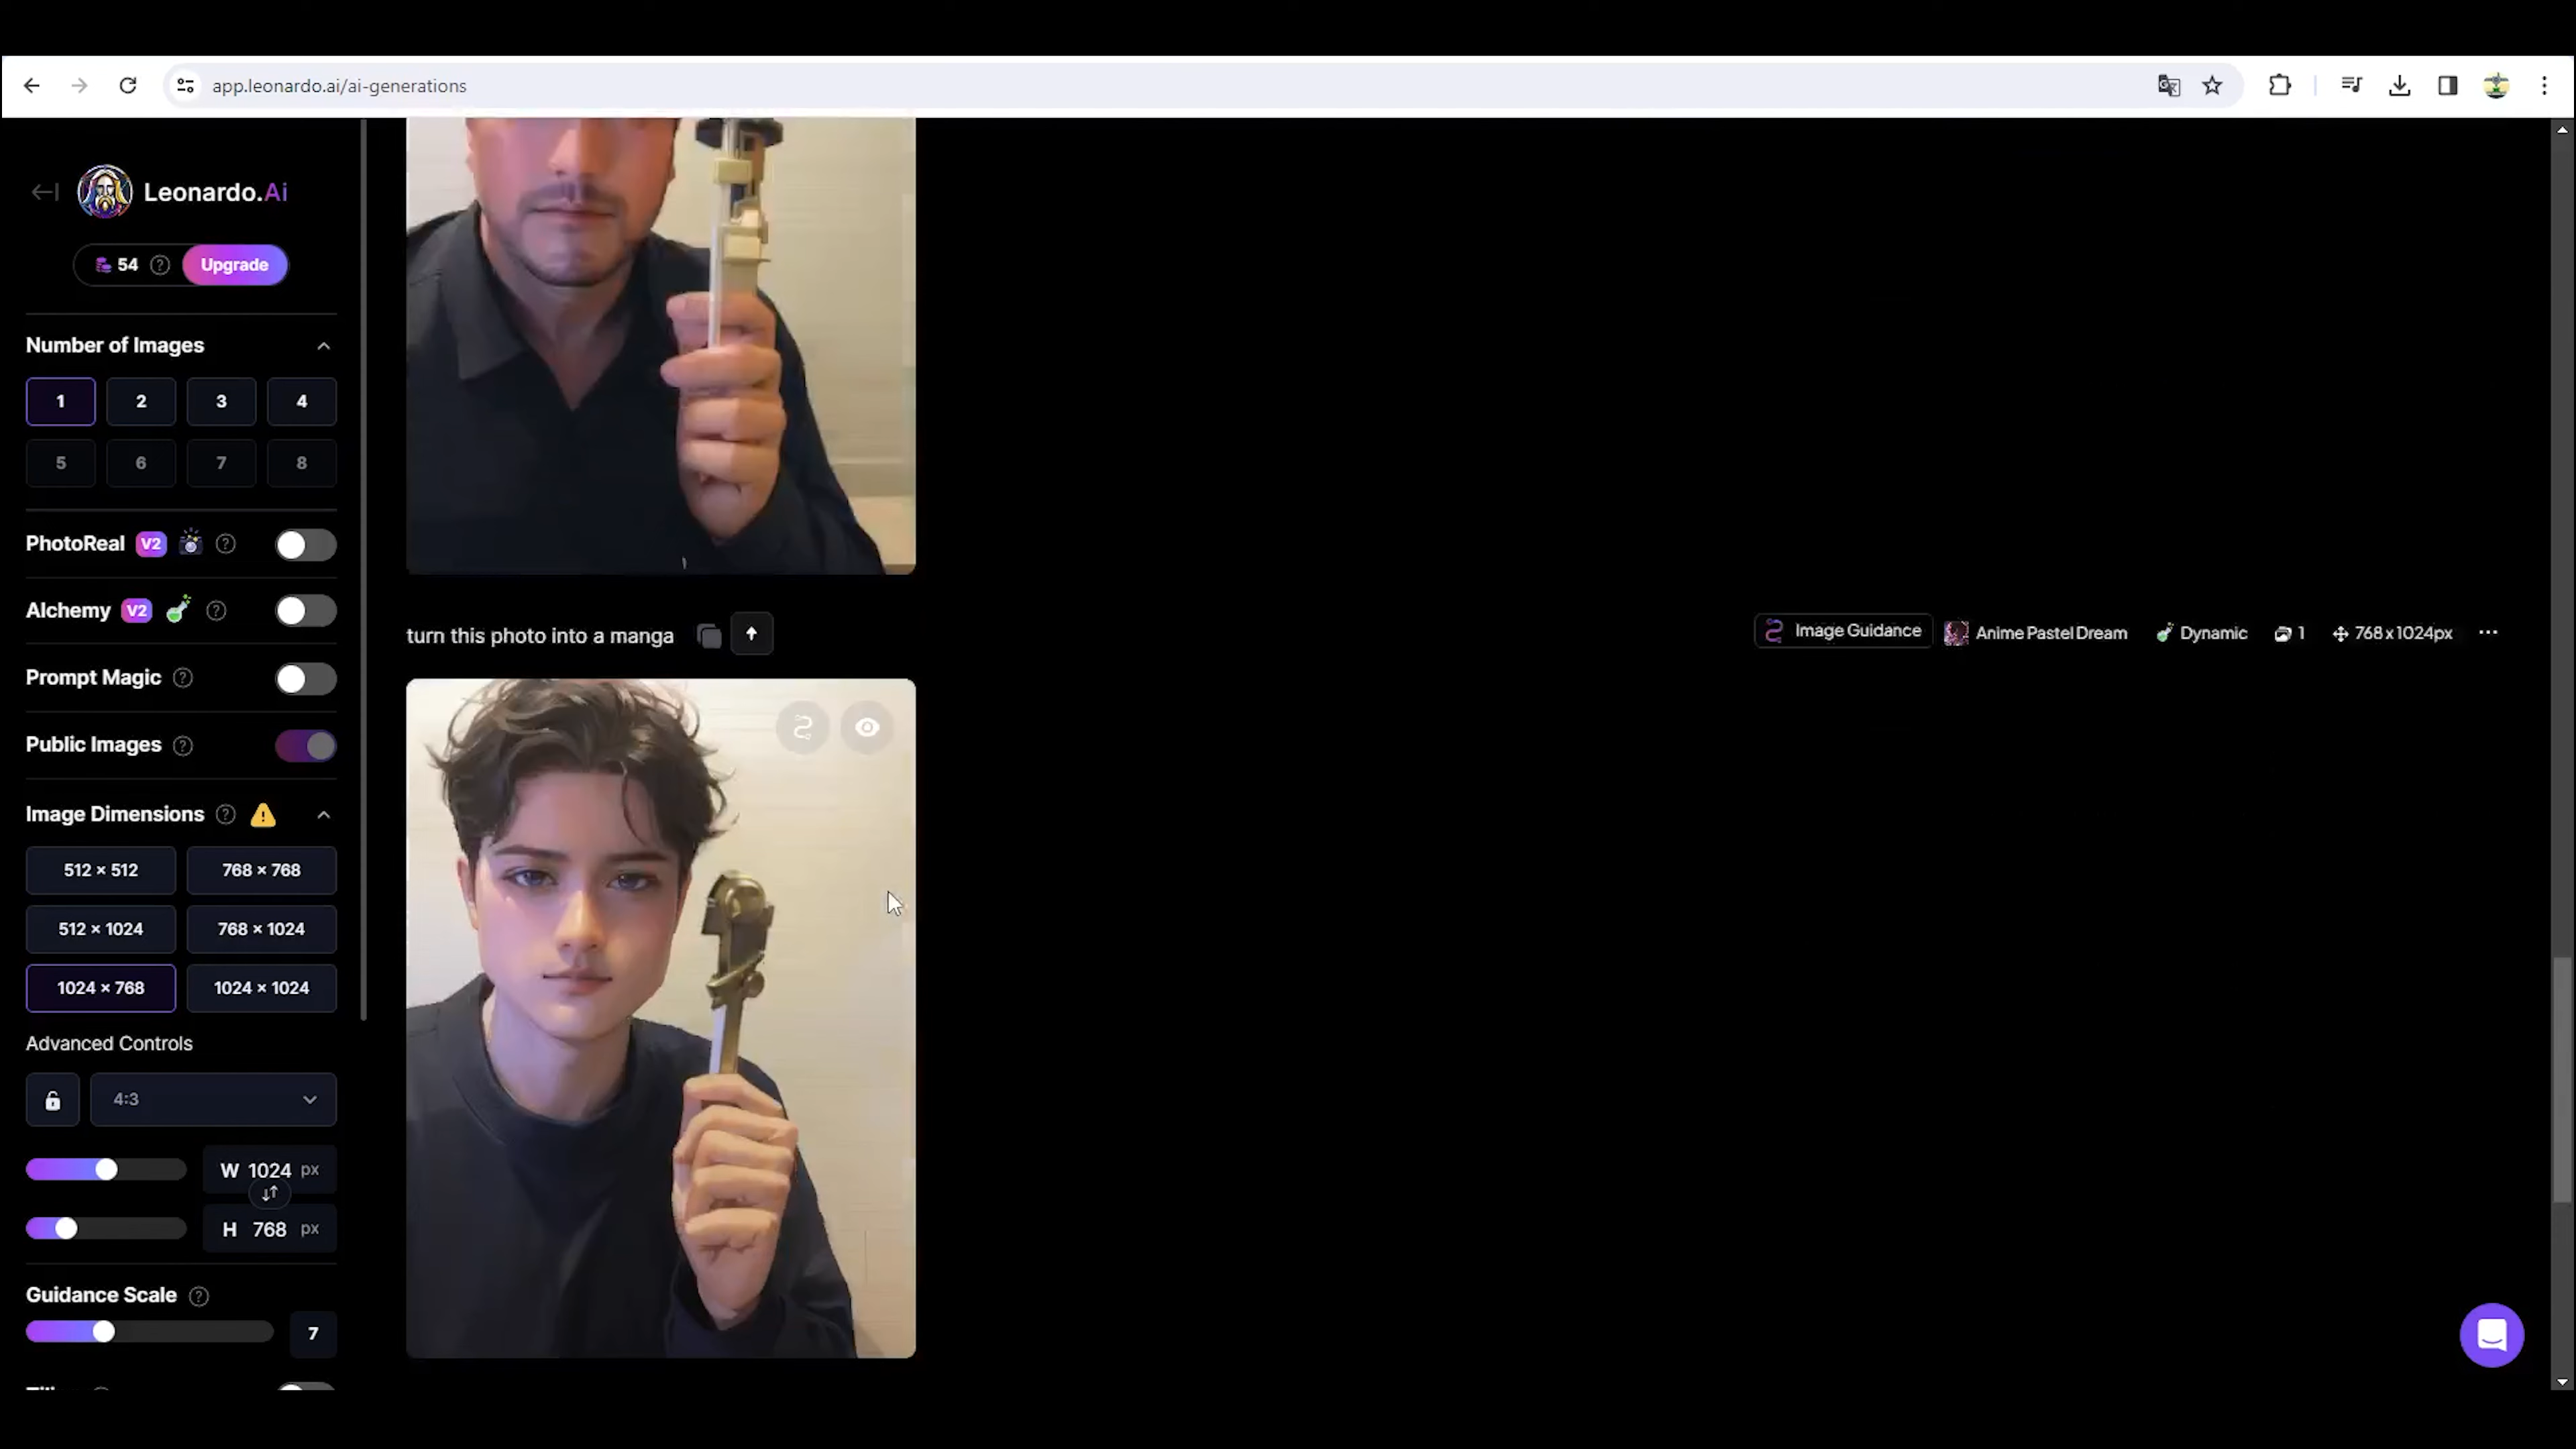 app.leonardo.ai/ai-generations
Leonardo.Ai
54 ? Upgrade
Number of Images
1 2 3 4
5 6 7 8
PhotoReal V2 ?
Alchemy V2 ?
Prompt Magic ?
Public Images ?
Image Dimensions ?
512 × 512 768 × 768
512 × 1024 768 × 1024
1024 × 768 1024 × 1024
Advanced Controls
4:3
W 1024 px
H 768 px
Guidance Scale ?
7
turn this photo into a manga
Image Guidance Anime Pastel Dream Dynamic 1 768 x 1024px